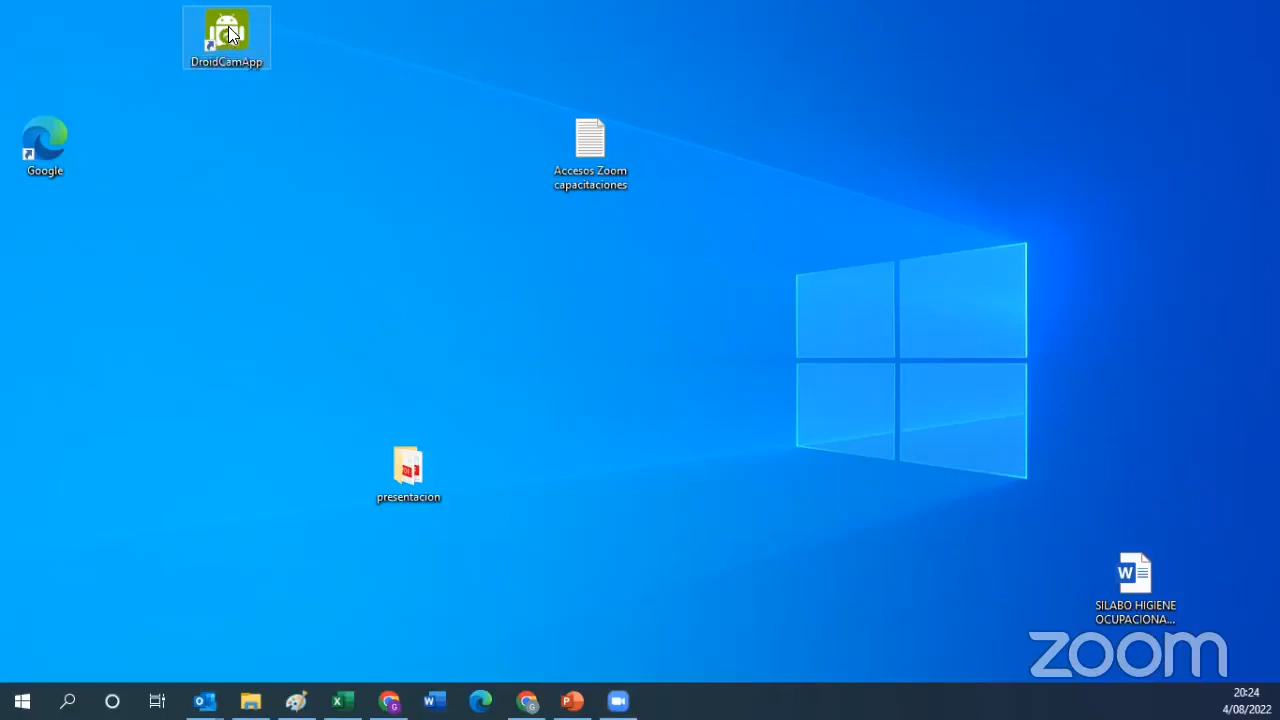 DroidCamApp
Google
Accesos Zoom
capacitaciones
presentacion
SILABO HIGIENE
OCUPACIONA...
zoom
20:24
4/08/2022